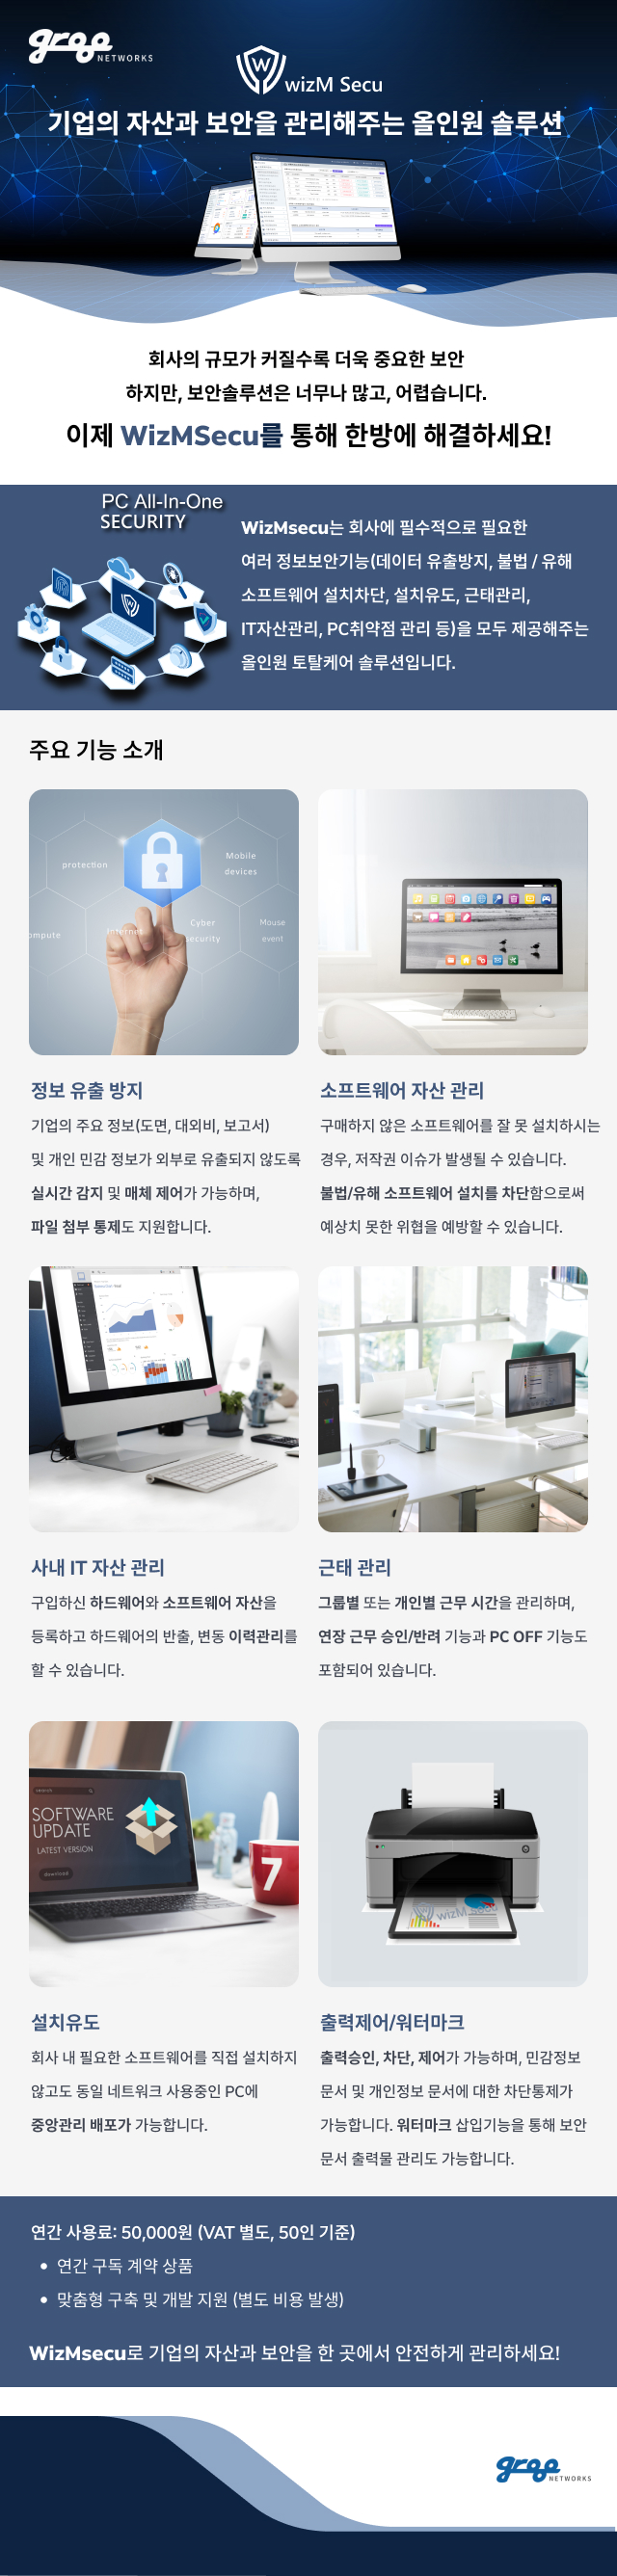 grap
NETWORKS
W
wizM Secu
기업의 자산과 보안을 관리해주는 올인원 솔루션
회사의 규모가 커질수록 더욱 중요한 보안
하지만, 보안솔루션은 너무나 많고, 어렵습니다.
이제 WizMSecu를 통해 한방에 해결하세요!
PC All-In-One
SECURITY
WizMsecu는 회사에 필수적으로 필요한
여러 정보보안기능(데이터 유출방지, 불법 / 유해
소프트웨어 설치차단, 설치유도, 근태관리,
IT자산관리, PC취약점 관리 등)을 모두 제공해주는
올인원 토탈케어 솔루션입니다.
주요 기능 소개
protection
Mobile
devices
ompute
Internet
Cyber
security
Mouse
event
정보 유출 방지
기업의 주요 정보(도면, 대외비, 보고서)
및 개인 민감 정보가 외부로 유출되지 않도록
실시간 감지 및 매체 제어가 가능하며,
파일 첨부 통제도 지원합니다.
소프트웨어 자산 관리
구매하지 않은 소프트웨어를 잘 못 설치하시는
경우, 저작권 이슈가 발생될 수 있습니다.
불법/유해 소프트웨어 설치를 차단함으로써
예상치 못한 위협을 예방할 수 있습니다.
사내 IT 자산 관리
구입하신 하드웨어와 소프트웨어 자산을
등록하고 하드웨어의 반출, 변동 이력관리를
할 수 있습니다.
근태 관리
그룹별 또는 개인별 근무 시간을 관리하며,
연장 근무 승인/반려 기능과 PC OFF 기능도
포함되어 있습니다.
search
SOFTWARE
UPDATE
LATEST VERSION
download
7
wizM Secu
설치유도
회사 내 필요한 소프트웨어를 직접 설치하지
않고도 동일 네트워크 사용중인 PC에
중앙관리 배포가 가능합니다.
출력제어/워터마크
출력승인, 차단, 제어가 가능하며, 민감정보
문서 및 개인정보 문서에 대한 차단통제가
가능합니다. 워터마크 삽입기능을 통해 보안
문서 출력물 관리도 가능합니다.
연간 사용료: 50,000원 (VAT 별도, 50인 기준)
• 연간 구독 계약 상품
• 맞춤형 구축 및 개발 지원 (별도 비용 발생)
WizMsecu로 기업의 자산과 보안을 한 곳에서 안전하게 관리하세요!
grap
NETWORKS